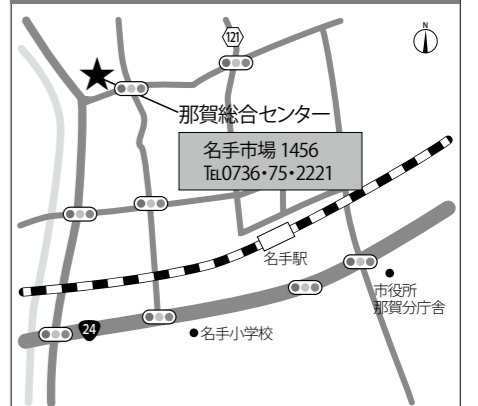 N
121
那賀総合センター
名手市場 1456
℡0736・75・2221
名手駅
市役所
那賀分庁舎
24
名手小学校